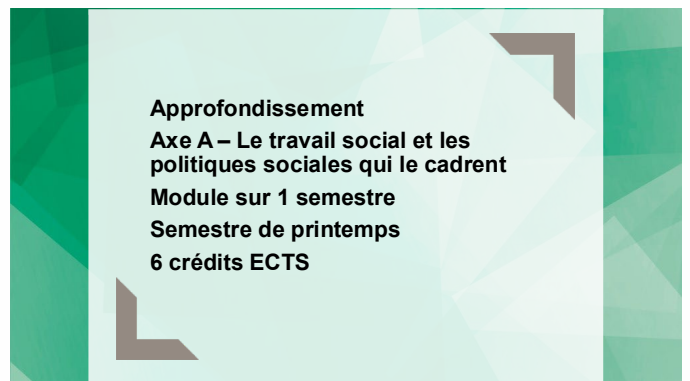 Approfondissement
Axe A – Le travail social et les
politiques sociales qui le cadrent
Module sur 1 semestre
Semestre de printemps
6 crédits ECTS